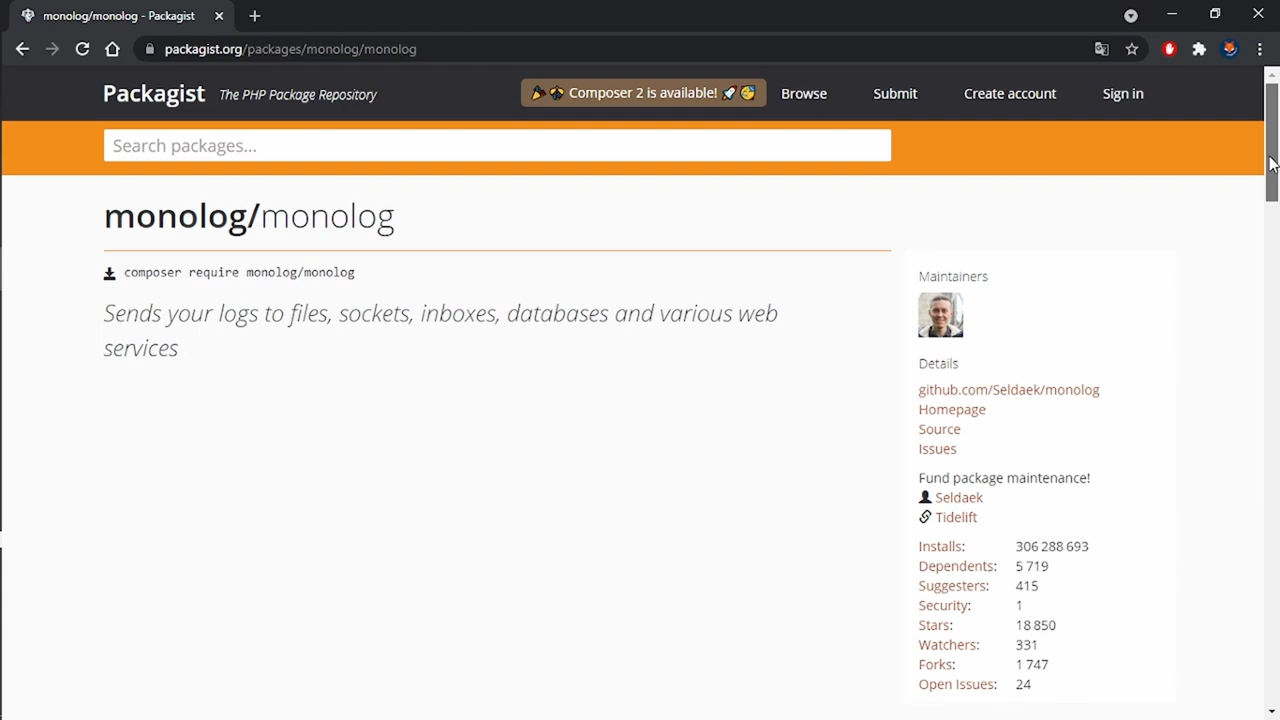 monolog/monolog - Packagist
packagist.org/packages/monolog/monolog
Packagist The PHP Package Repository
Composer 2 is available!
Browse
Submit
Create account
Sign in
Search packages...
monolog/monolog
composer require monolog/monolog
Sends your logs to files, sockets, inboxes, databases and various web
services
Maintainers
Details
github.com/Seldaek/monolog
Homepage
Source
Issues
Fund package maintenance!
Seldaek
Tidelift
Installs: 306 288 693
Dependents: 5 719
Suggesters: 415
Security: 1
Stars: 18 850
Watchers: 331
Forks: 1 747
Open Issues: 24